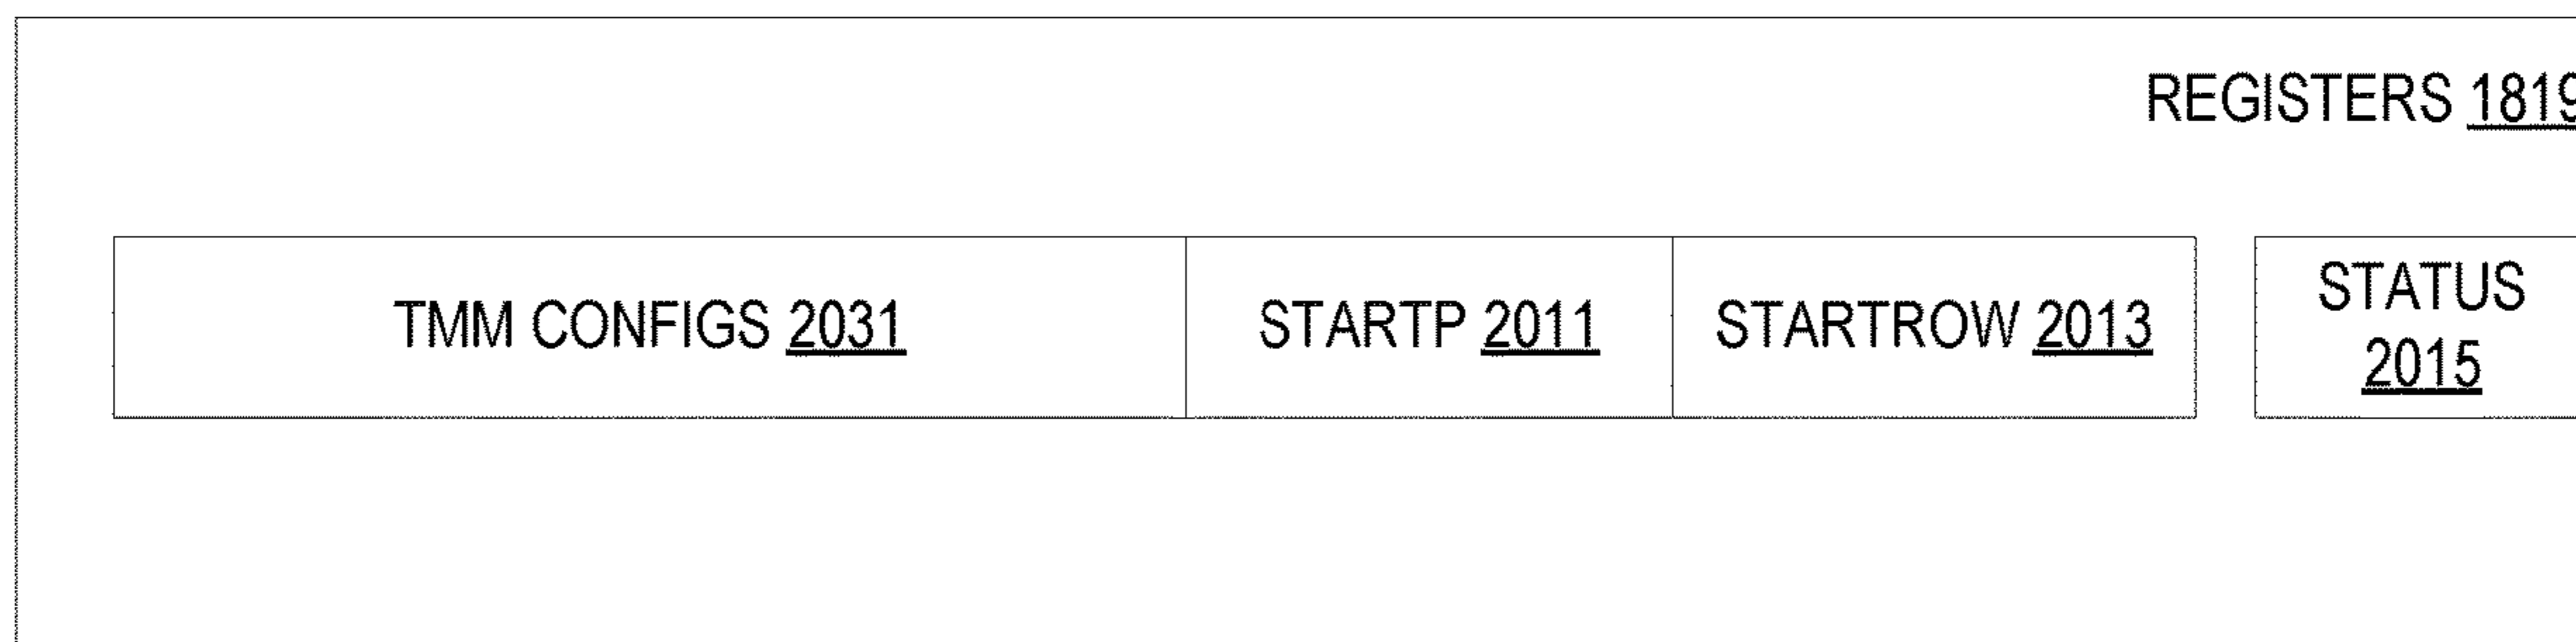 REGISTERS 1819
TMM CONFIGS 2031
STARTP 2011
STARTROW 2013
STATUS
2015